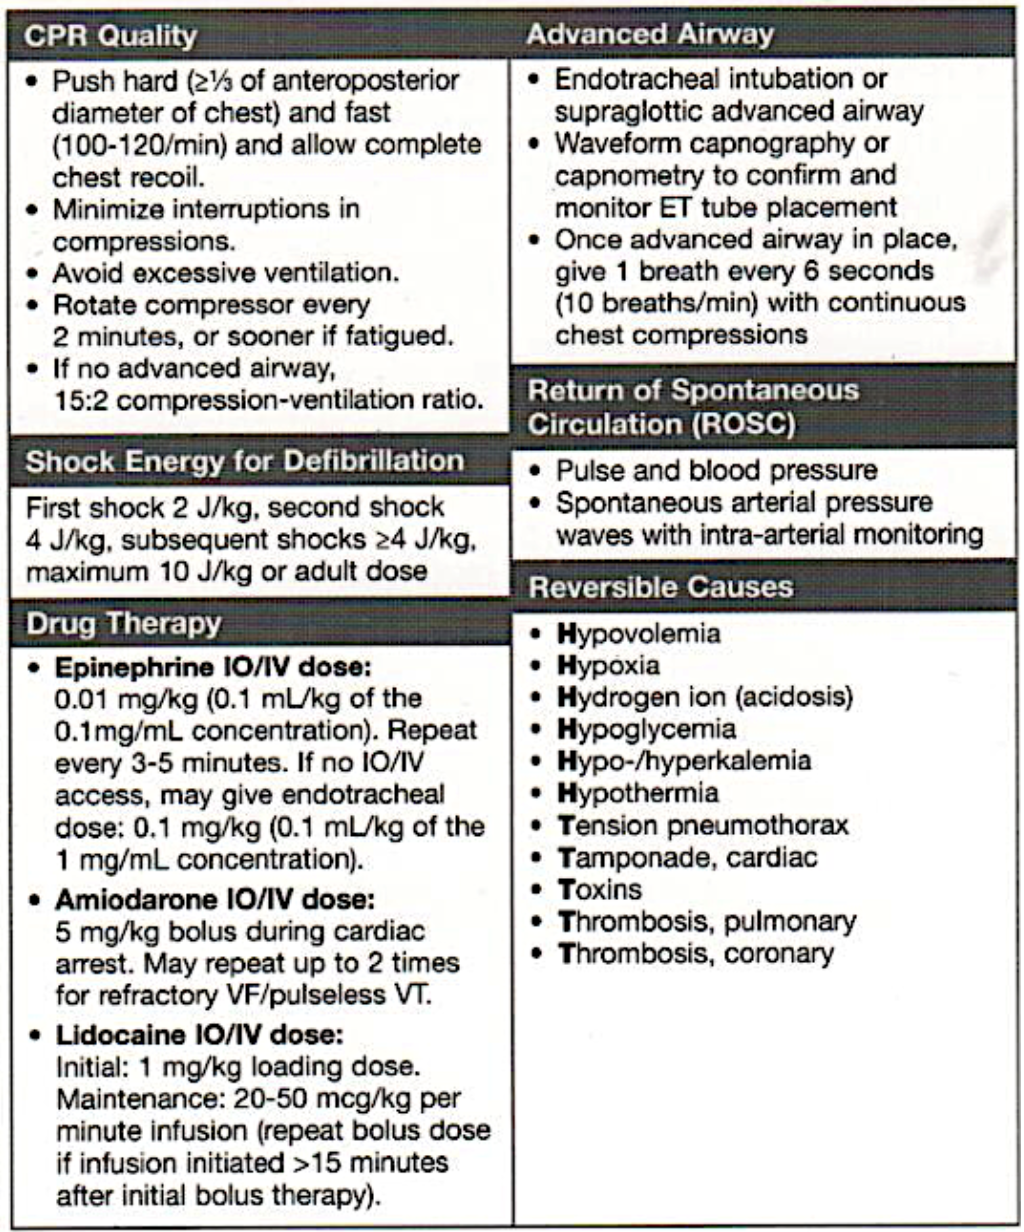 CPR Quality
• Push hard (≥⅓ of anteroposterior
diameter of chest) and fast
(100-120/min) and allow complete
chest recoil.
• Minimize interruptions in
compressions.
• Avoid excessive ventilation.
• Rotate compressor every
2 minutes, or sooner if fatigued.
• If no advanced airway,
15:2 compression-ventilation ratio.
Shock Energy for Defibrillation
First shock 2 J/kg, second shock
4 J/kg, subsequent shocks ≥4 J/kg,
maximum 10 J/kg or adult dose
Drug Therapy
• Epinephrine IO/IV dose:
0.01 mg/kg (0.1 mL/kg of the
0.1mg/mL concentration). Repeat
every 3-5 minutes. If no IO/IV
access, may give endotracheal
dose: 0.1 mg/kg (0.1 mL/kg of the
1 mg/mL concentration).
• Amiodarone IO/IV dose:
5 mg/kg bolus during cardiac
arrest. May repeat up to 2 times
for refractory VF/pulseless VT.
• Lidocaine IO/IV dose:
Initial: 1 mg/kg loading dose.
Maintenance: 20-50 mcg/kg per
minute infusion (repeat bolus dose
if infusion initiated >15 minutes
after initial bolus therapy).
Advanced Airway
• Endotracheal intubation or
supraglottic advanced airway
• Waveform capnography or
capnometry to confirm and
monitor ET tube placement
• Once advanced airway in place,
give 1 breath every 6 seconds
(10 breaths/min) with continuous
chest compressions
Return of Spontaneous
Circulation (ROSC)
• Pulse and blood pressure
• Spontaneous arterial pressure
waves with intra-arterial monitoring
Reversible Causes
• Hypovolemia
• Hypoxia
• Hydrogen ion (acidosis)
• Hypoglycemia
• Hypo-/hyperkalemia
• Hypothermia
• Tension pneumothorax
• Tamponade, cardiac
• Toxins
• Thrombosis, pulmonary
• Thrombosis, coronary